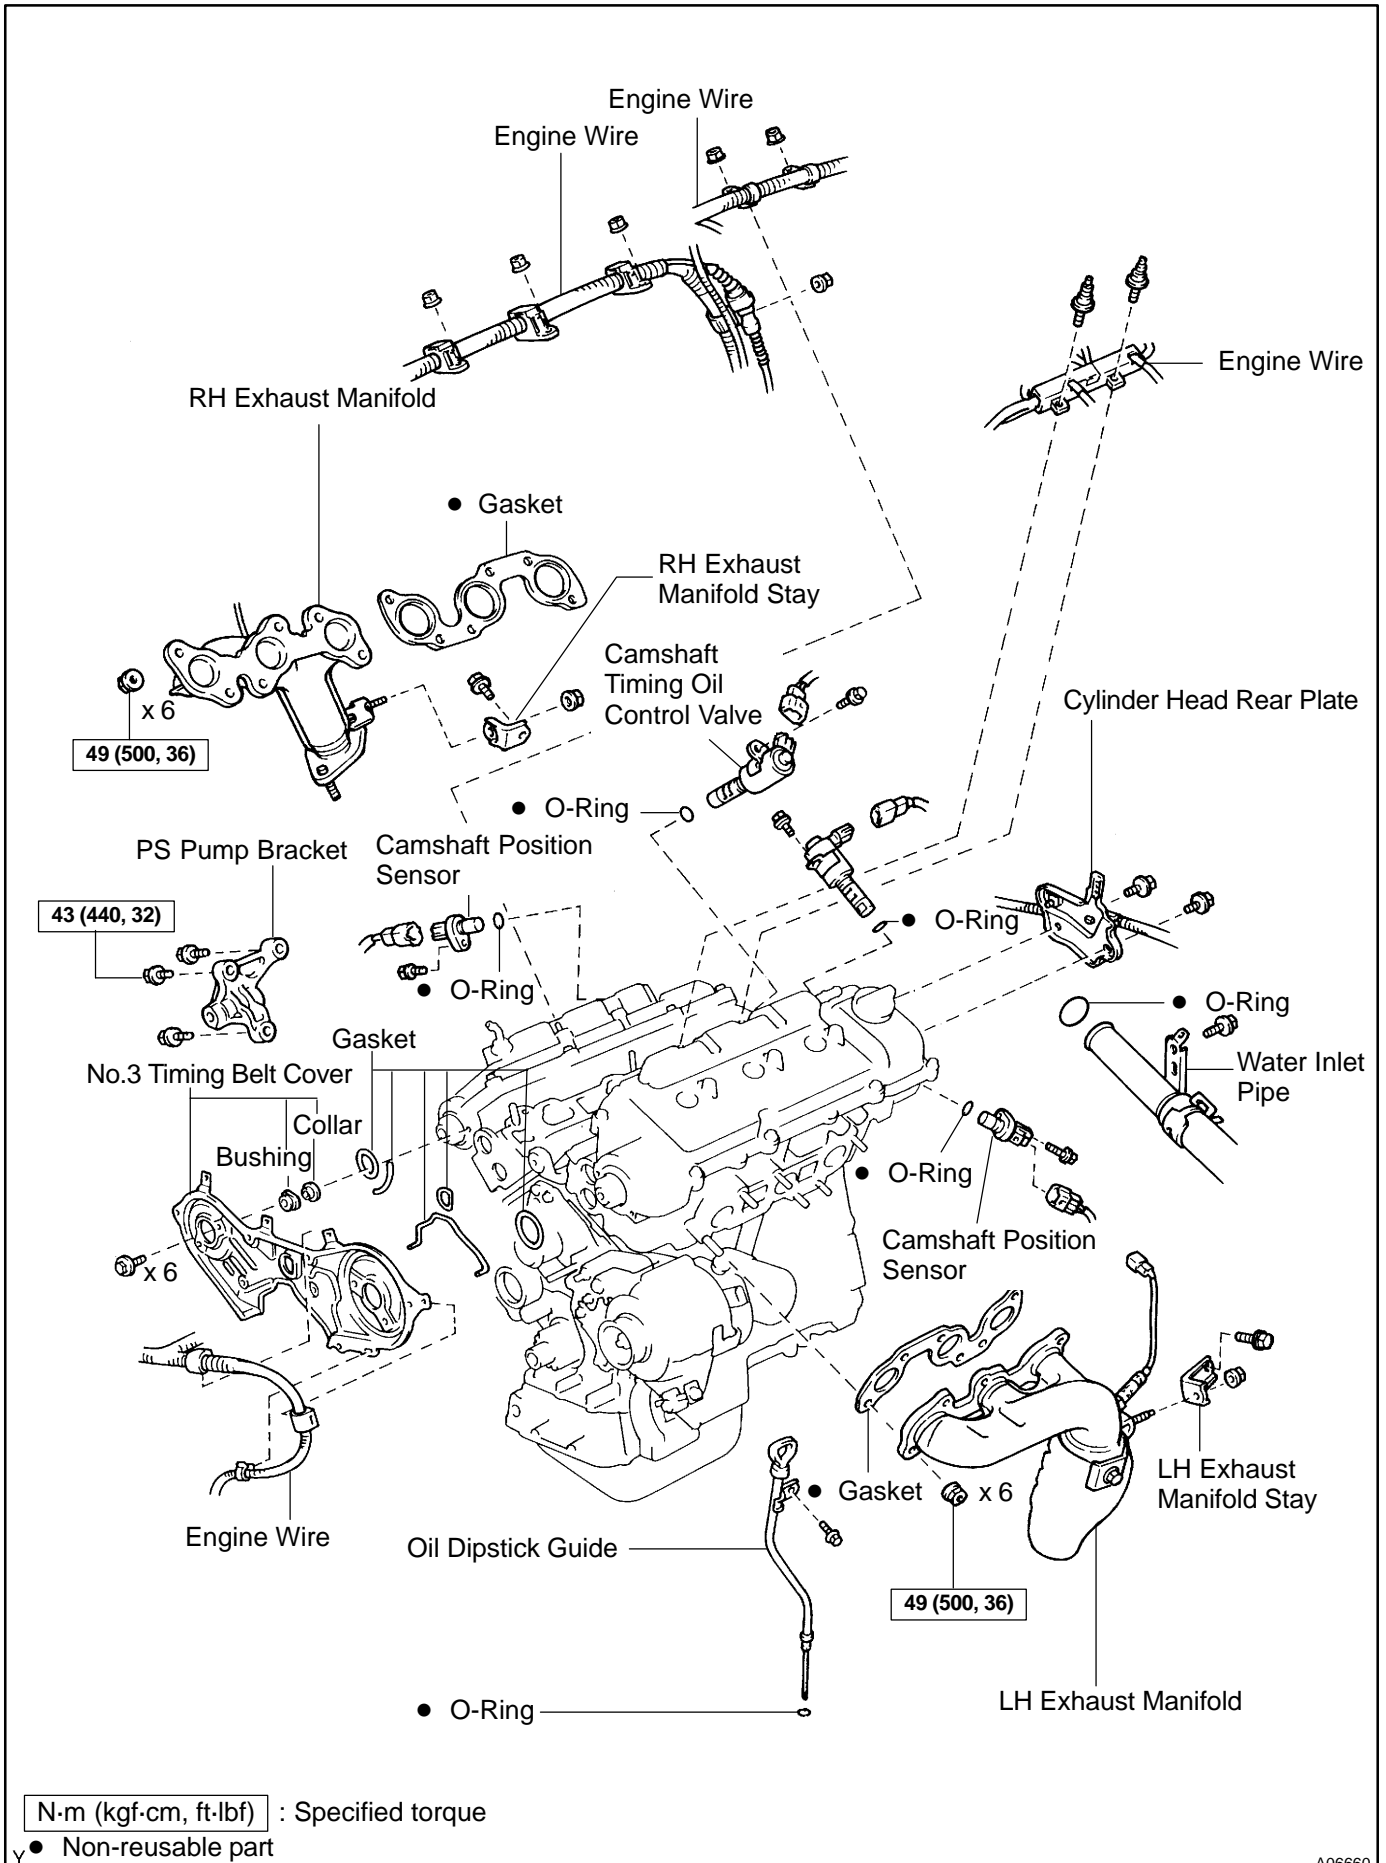 Engine Wire
Engine Wire
Engine Wire
RH Exhaust Manifold
● Gasket
RH Exhaust
Manifold Stay
Camshaft
Timing Oil
Control Valve
Cylinder Head Rear Plate
x 6
49 (500, 36)
● O-Ring
PS Pump Bracket
Camshaft Position
Sensor
43 (440, 32)
● O-Ring
● O-Ring
● O-Ring
Gasket
Water Inlet
Pipe
No.3 Timing Belt Cover
Collar
Bushing
● O-Ring
Camshaft Position
Sensor
x 6
LH Exhaust
Manifold Stay
● Gasket
x 6
Engine Wire
Oil Dipstick Guide
49 (500, 36)
● O-Ring
LH Exhaust Manifold
N·m (kgf·cm, ft·lbf) : Specified torque
● Non-reusable part
Y
A06660